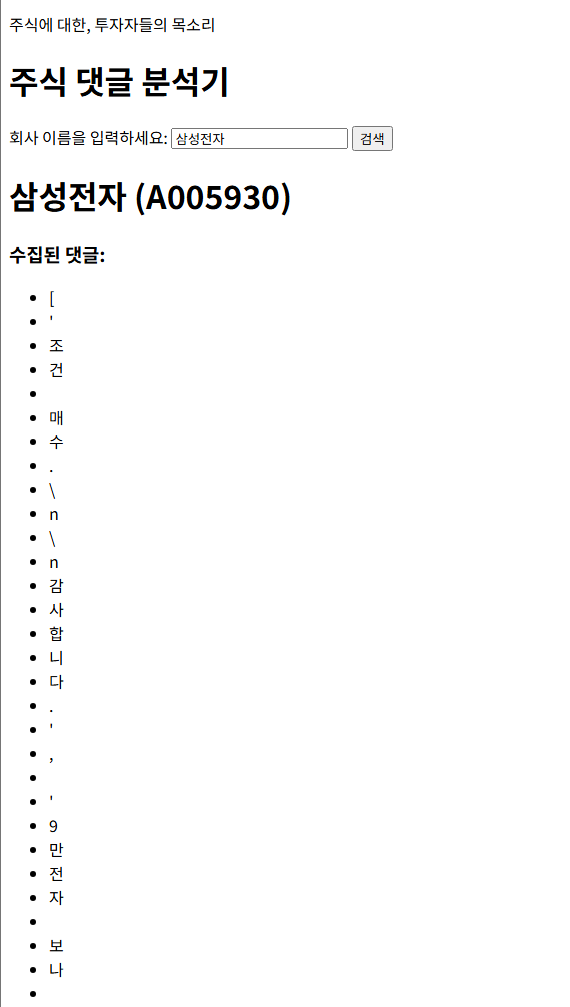 주식에 대한, 투자자들의 목소리
주식 댓글 분석기
회사 이름을 입력하세요: 삼성전자 검색
삼성전자 (A005930)
수집된 댓글:
[
'
조
건
매
수
.
\
n
\
n
감
사
합
니
다
.
'
,
'
9
만
전
자
보
나